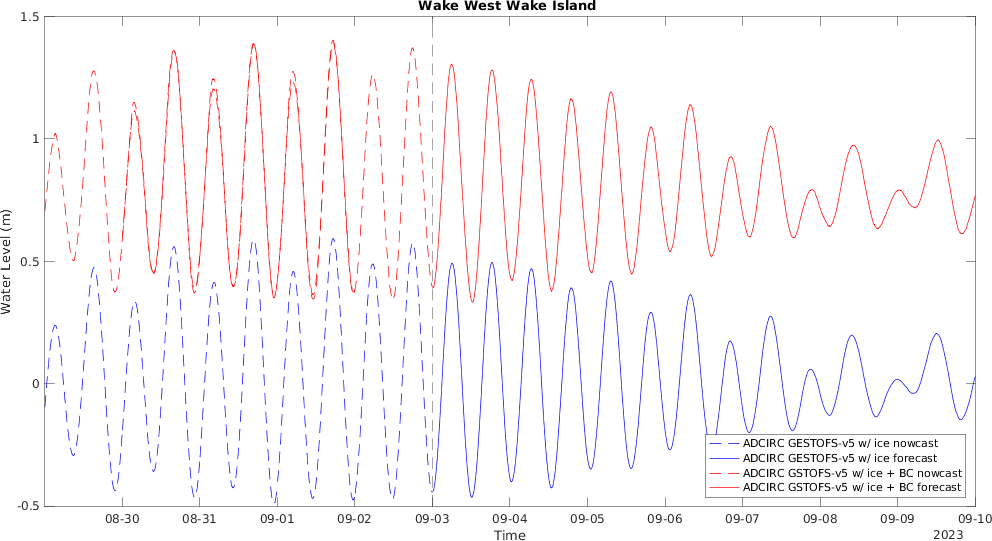 Wake West Wake Island
1.5
1
0.5
0
-0.5
Water Level (m)
ADCIRC GESTOFS-v5 w/ ice nowcast
ADCIRC GESTOFS-v5 w/ ice forecast
ADCIRC GSTOFS-v5 w/ ice + BC nowcast
ADCIRC GSTOFS-v5 w/ ice + BC forecast
08-30 08-31 09-01 09-02 09-03 09-04 09-05 09-06 09-07 09-08 09-09 09-10
Time
2023